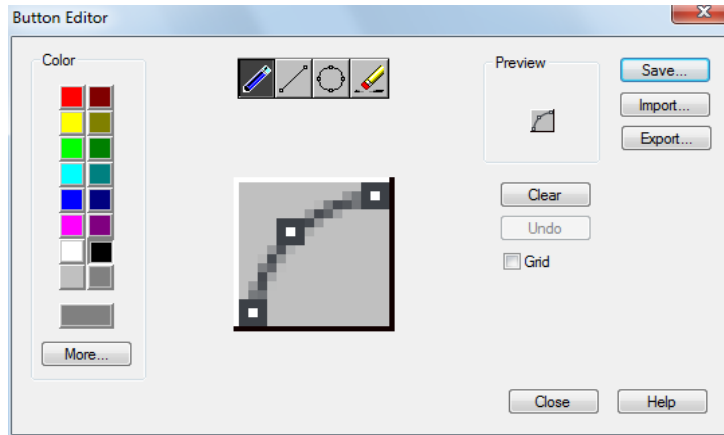 Button Editor
Color
Preview
Save...
Import...
Export...
Clear
Undo
Grid
More...
Close
Help